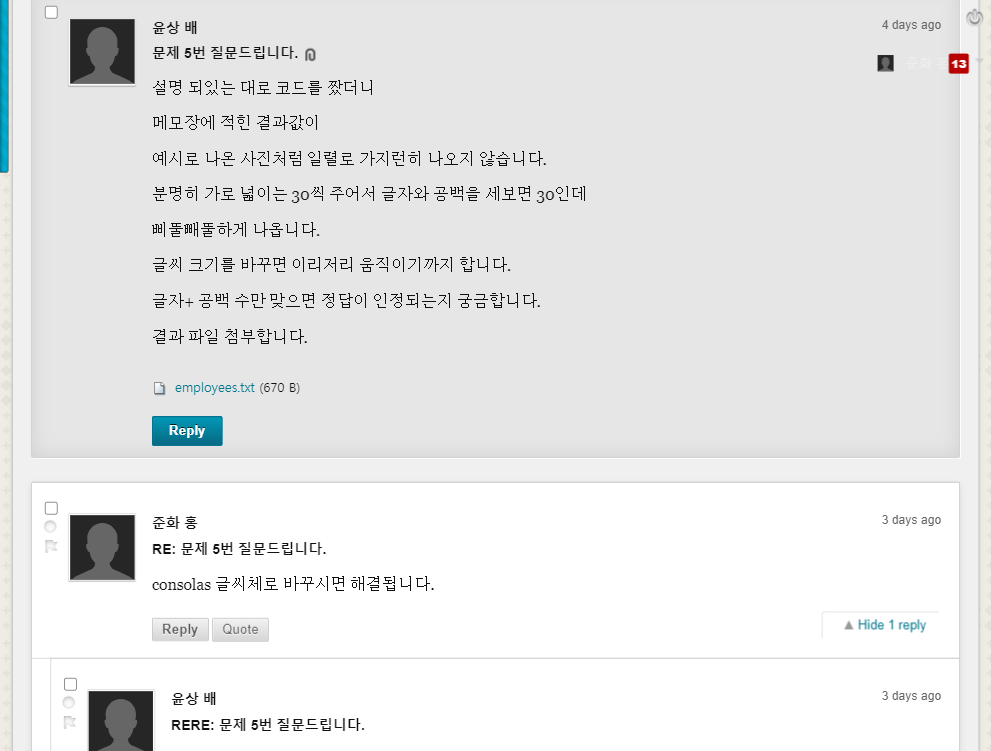 윤상 배
4 days ago
문제 5번 질문드립니다.
준화
13
설명 되있는 대로 코드를 짰더니
메모장에 적힌 결과값이
예시로 나온 사진처럼 일렬로 가지런히 나오지 않습니다.
분명히 가로 넓이는 30씩 주어서 글자와 공백을 세보면 30인데
삐뚤빼뚤하게 나옵니다.
글씨 크기를 바꾸면 이리저리 움직이기까지 합니다.
글자+ 공백 수만 맞으면 정답이 인정되는지 궁금합니다.
결과 파일 첨부합니다.
employees.txt (670 B)
Reply
준화 홍
3 days ago
RE: 문제 5번 질문드립니다.
consolas 글씨체로 바꾸시면 해결됩니다.
Reply Quote
Hide 1 reply
윤상 배
3 days ago
RERE: 문제 5번 질문드립니다.